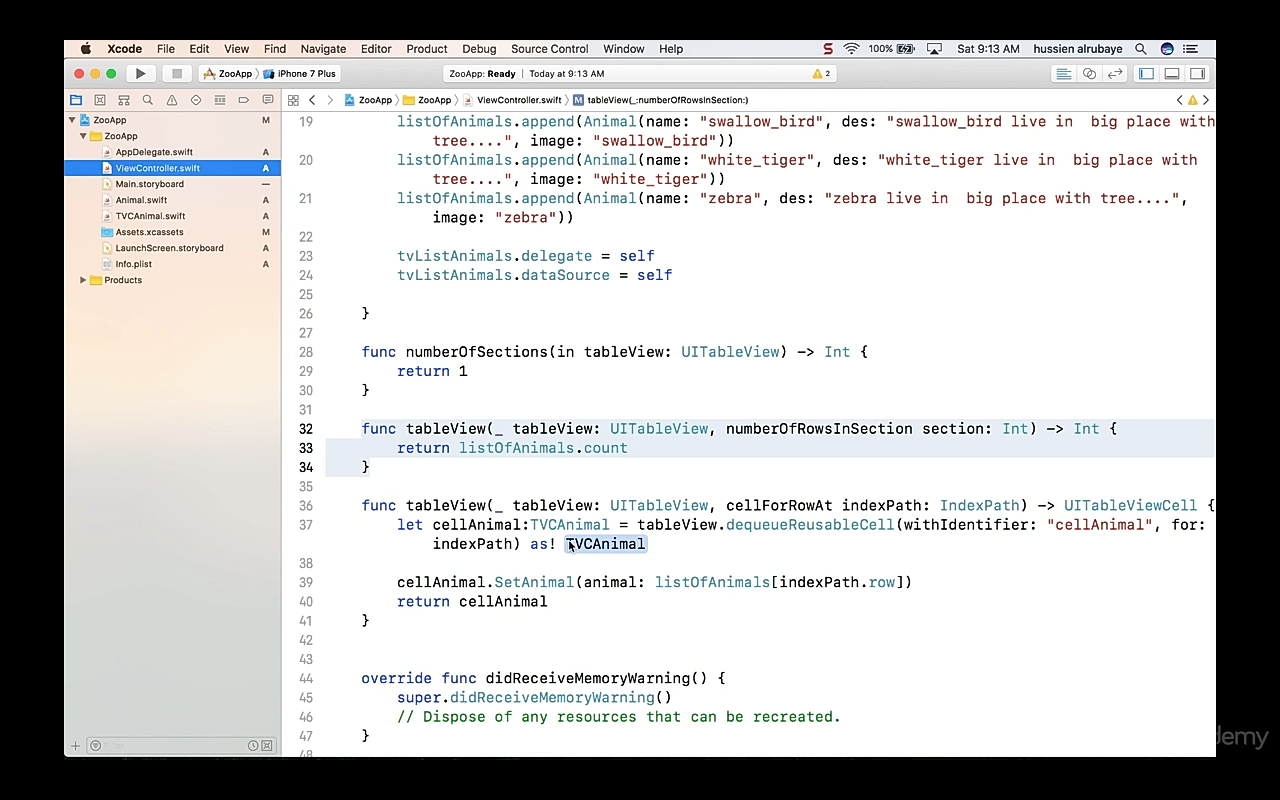 Xcode File Edit View Find Navigate Editor Product Debug Source Control Window Help S 100% Sat 9:13 AM hussien alrubaye
ZooApp iPhone 7 Plus ZooApp: Ready | Today at 9:13 AM 2
ZooApp ZooApp ViewController.swift M tableView(_:numberOfRowsInSection:)
ZooApp M
ZooApp
AppDelegate.swift A
ViewController.swift A
Main.storyboard —
Animal.swift A
TVCAnimal.swift A
Assets.xcassets M
LaunchScreen.storyboard A
Info.plist A
Products
Filter
19 listOfAnimals.append(Animal(name: "swallow_bird", des: "swallow_bird live in  big place with
tree....", image: "swallow_bird"))
20 listOfAnimals.append(Animal(name: "white_tiger", des: "white_tiger live in  big place with
tree....", image: "white_tiger"))
21 listOfAnimals.append(Animal(name: "zebra", des: "zebra live in  big place with tree....",
image: "zebra"))
22
23 tvListAnimals.delegate = self
24 tvListAnimals.dataSource = self
25
26 }
27
28 func numberOfSections(in tableView: UITableView) -> Int {
29 return 1
30 }
31
32 func tableView(_ tableView: UITableView, numberOfRowsInSection section: Int) -> Int {
33 return listOfAnimals.count
34 }
35
36 func tableView(_ tableView: UITableView, cellForRowAt indexPath: IndexPath) -> UITableViewCell {
37 let cellAnimal:TVCAnimal = tableView.dequeueReusableCell(withIdentifier: "cellAnimal", for:
indexPath) as! TVCAnimal
38
39 cellAnimal.SetAnimal(animal: listOfAnimals[indexPath.row])
40 return cellAnimal
41 }
42
43
44 override func didReceiveMemoryWarning() {
45 super.didReceiveMemoryWarning()
46 // Dispose of any resources that can be recreated.
47 }
48
demy